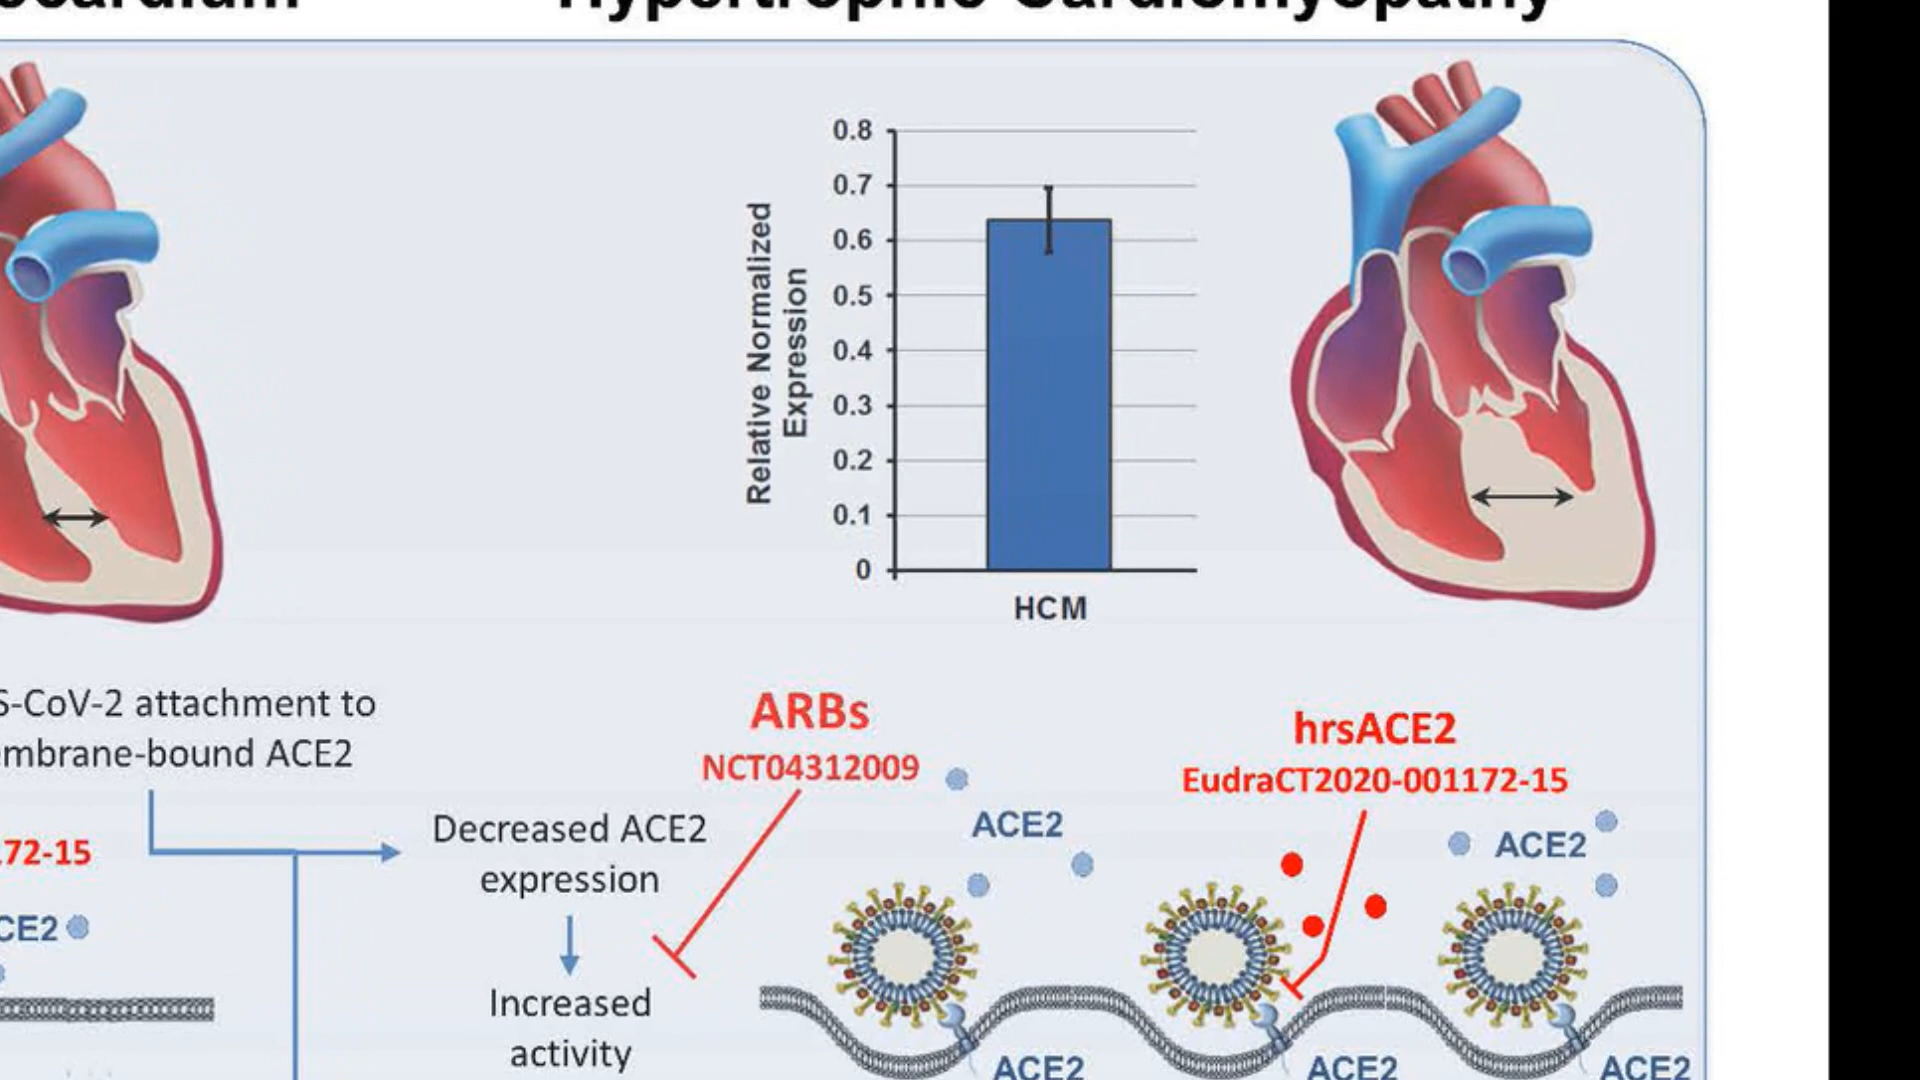 Hypertrophic Cardiomyopathy
0.8
0.7
0.6
0.5
0.4
0.3
0.2
0.1
0
Relative Normalized
Expression
HCM
S-CoV-2 attachment to
mbrane-bound ACE2
172-15
CE2
Decreased ACE2
expression
Increased
activity
ARBs
NCT04312009
hrsACE2
EudraCT2020-001172-15
ACE2
ACE2
ACE2
ACE2
ACE2